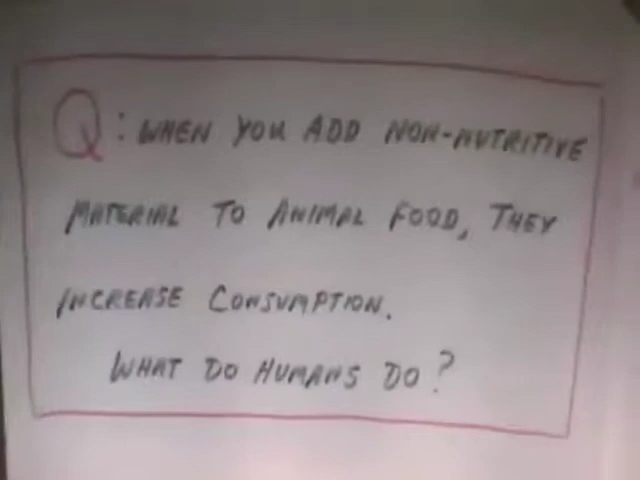 Q: WHEN YOU ADD NON-NUTRITIVE
MATERIAL TO ANIMAL FOOD, THEY
INCREASE CONSUMPTION.
WHAT DO HUMANS DO?